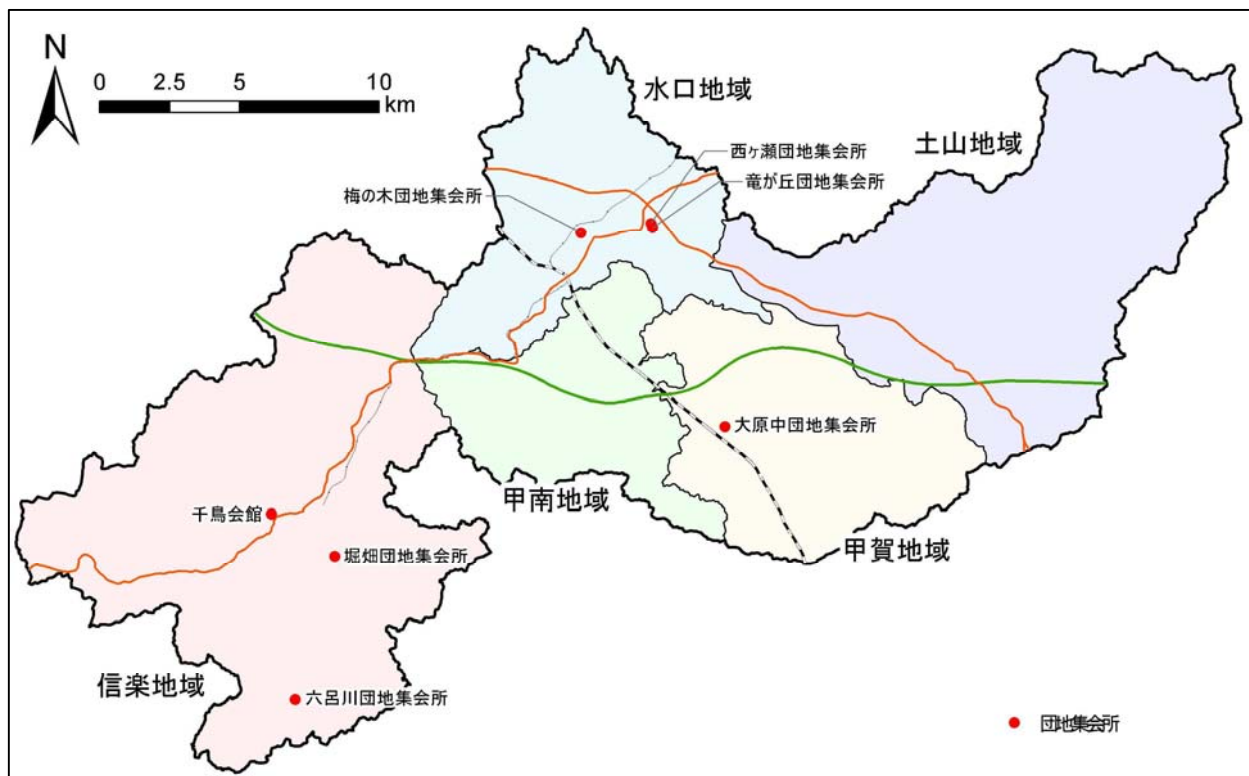 N
0 2.5 5 10
km
水口地域
土山地域
西ヶ瀬団地集会所
竜が丘団地集会所
梅の木団地集会所
大原中団地集会所
甲南地域
千鳥会館
甲賀地域
堀畑団地集会所
信楽地域
六呂川団地集会所
団地集会所